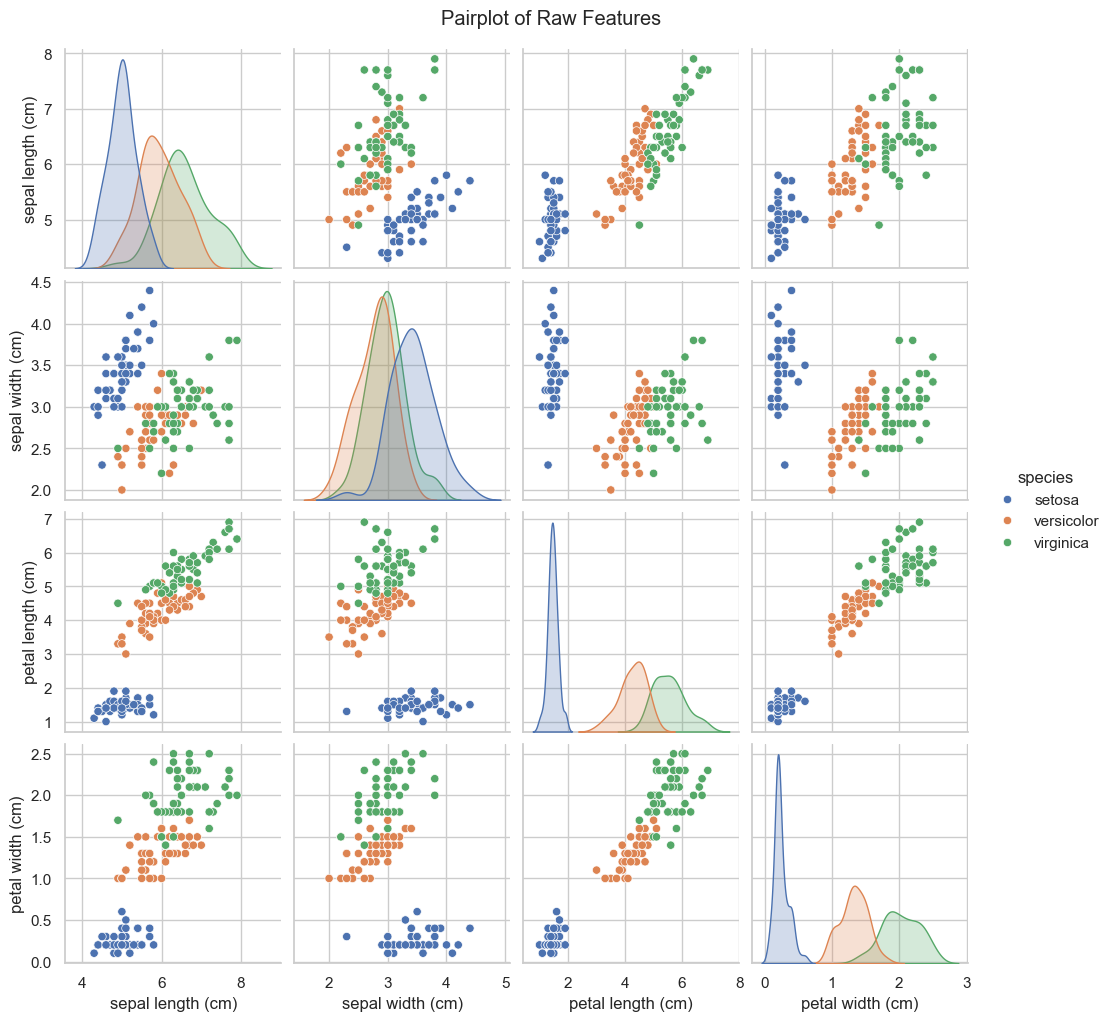 Pairplot of Raw Features
8
7
6
5
sepal length (cm)
4.5
4.0
3.5
3.0
2.5
2.0
sepal width (cm)
species
setosa
versicolor
virginica
7
6
5
4
3
2
1
petal length (cm)
2.5
2.0
1.5
1.0
0.5
0.0
petal width (cm)
4 6 8
2 3 4 5
2 4 6 8
0 1 2 3
sepal length (cm)
sepal width (cm)
petal length (cm)
petal width (cm)